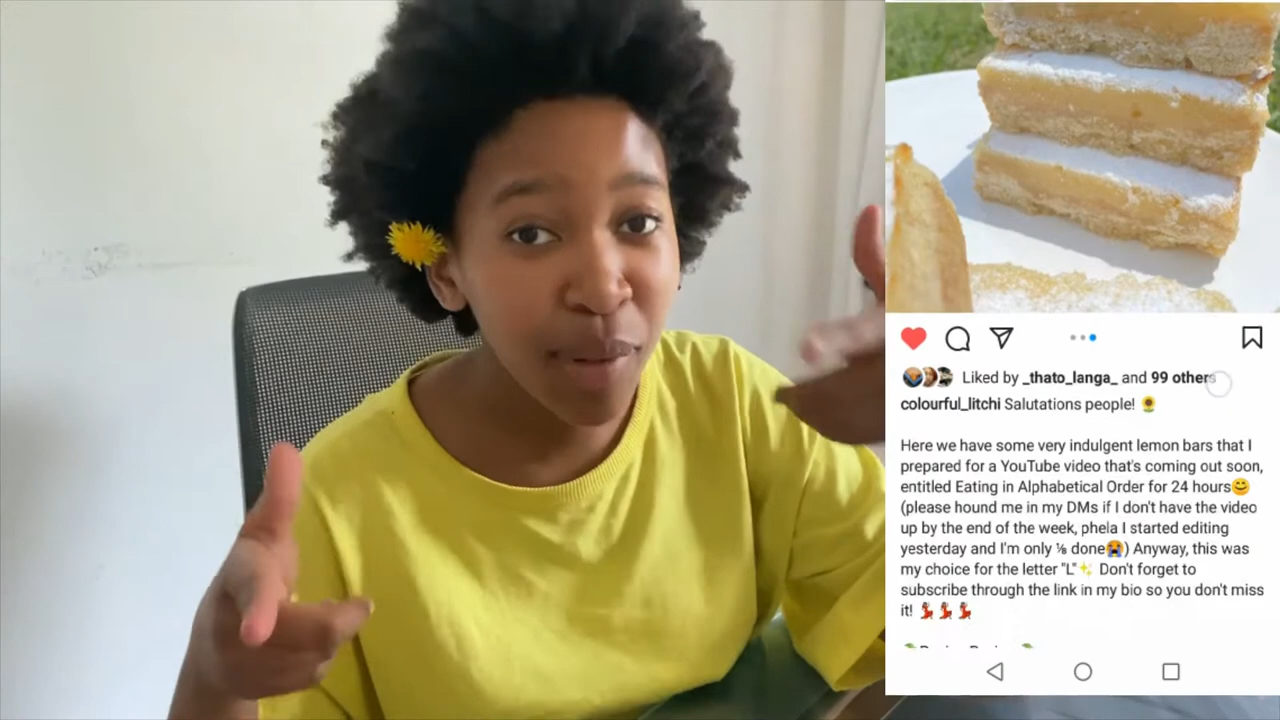 Liked by _thato_langa_ and 99 others
colourful_litchi Salutations people! 🌻
Here we have some very indulgent lemon bars that I
prepared for a YouTube video that's coming out soon,
entitled Eating in Alphabetical Order for 24 hours😊
(please hound me in my DMs if I don't have the video
up by the end of the week, phela I started editing
yesterday and I'm only ⅛ done😭) Anyway, this was
my choice for the letter "L"✨ Don't forget to
subscribe through the link in my bio so you don't miss
it! 💃💃💃